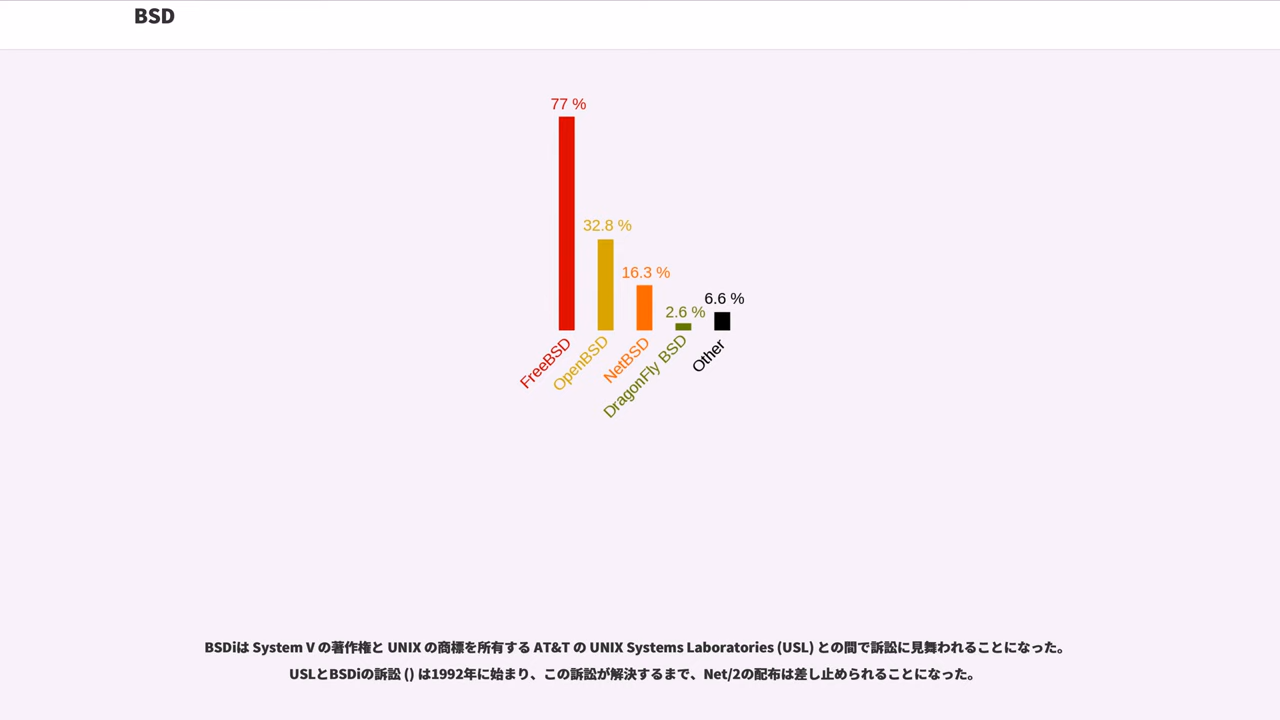 BSD
77 %
32.8 %
16.3 %
2.6 %
6.6 %
FreeBSD
OpenBSD
NetBSD
DragonFly BSD
Other
BSDiは System V の著作権と UNIX の商標を所有する AT&T の UNIX Systems Laboratories (USL) との間で訴訟に見舞われることになった。
USLとBSDiの訴訟 () は1992年に始まり、この訴訟が解決するまで、Net/2の配布は差し止められることになった。